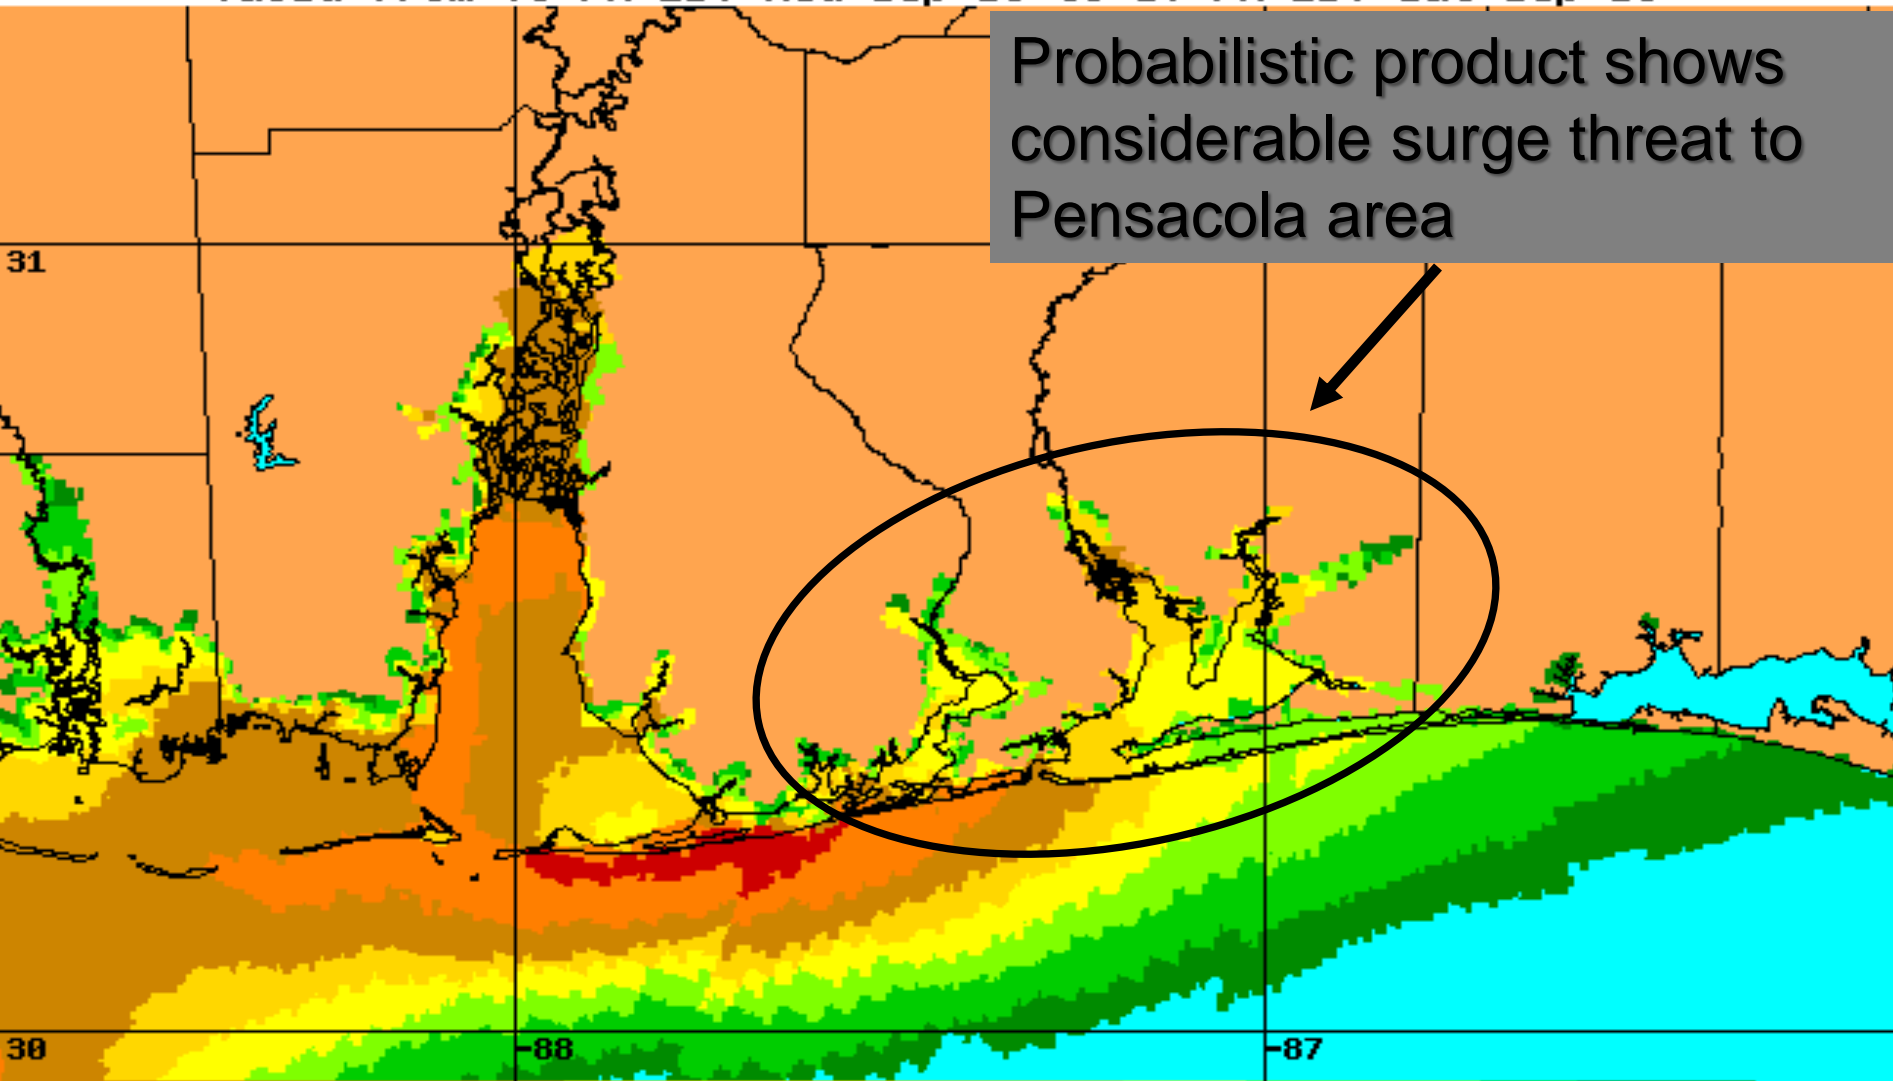 Probabilistic product shows
considerable surge threat to
Pensacola area
31
30
-88
-87